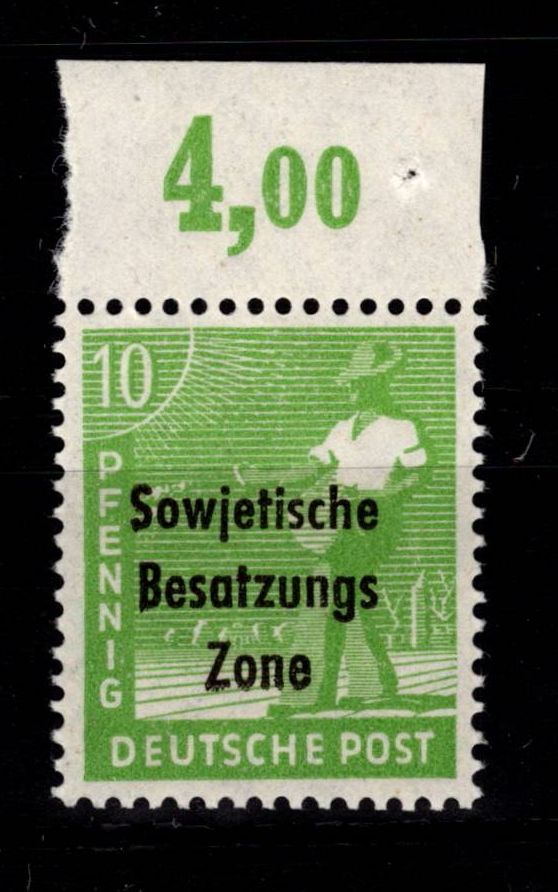 4,00
10
PFENNIG
Sowjetische
Besatzungs
Zone
DEUTSCHE POST